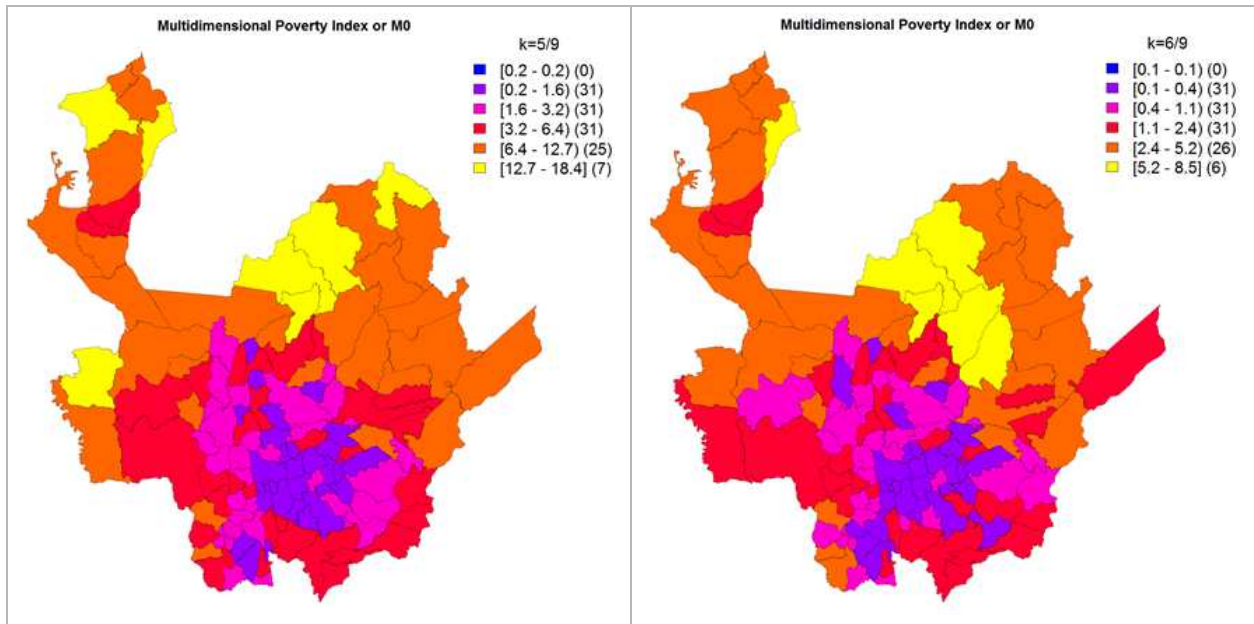 Multidimensional Poverty Index or M0
k=5/9
[0.2 - 0.2) (0)
[0.2 - 1.6) (31)
[1.6 - 3.2) (31)
[3.2 - 6.4) (31)
[6.4 - 12.7) (25)
[12.7 - 18.4] (7)
Multidimensional Poverty Index or M0
k=6/9
[0.1 - 0.1) (0)
[0.1 - 0.4) (31)
[0.4 - 1.1) (31)
[1.1 - 2.4) (31)
[2.4 - 5.2) (26)
[5.2 - 8.5] (6)